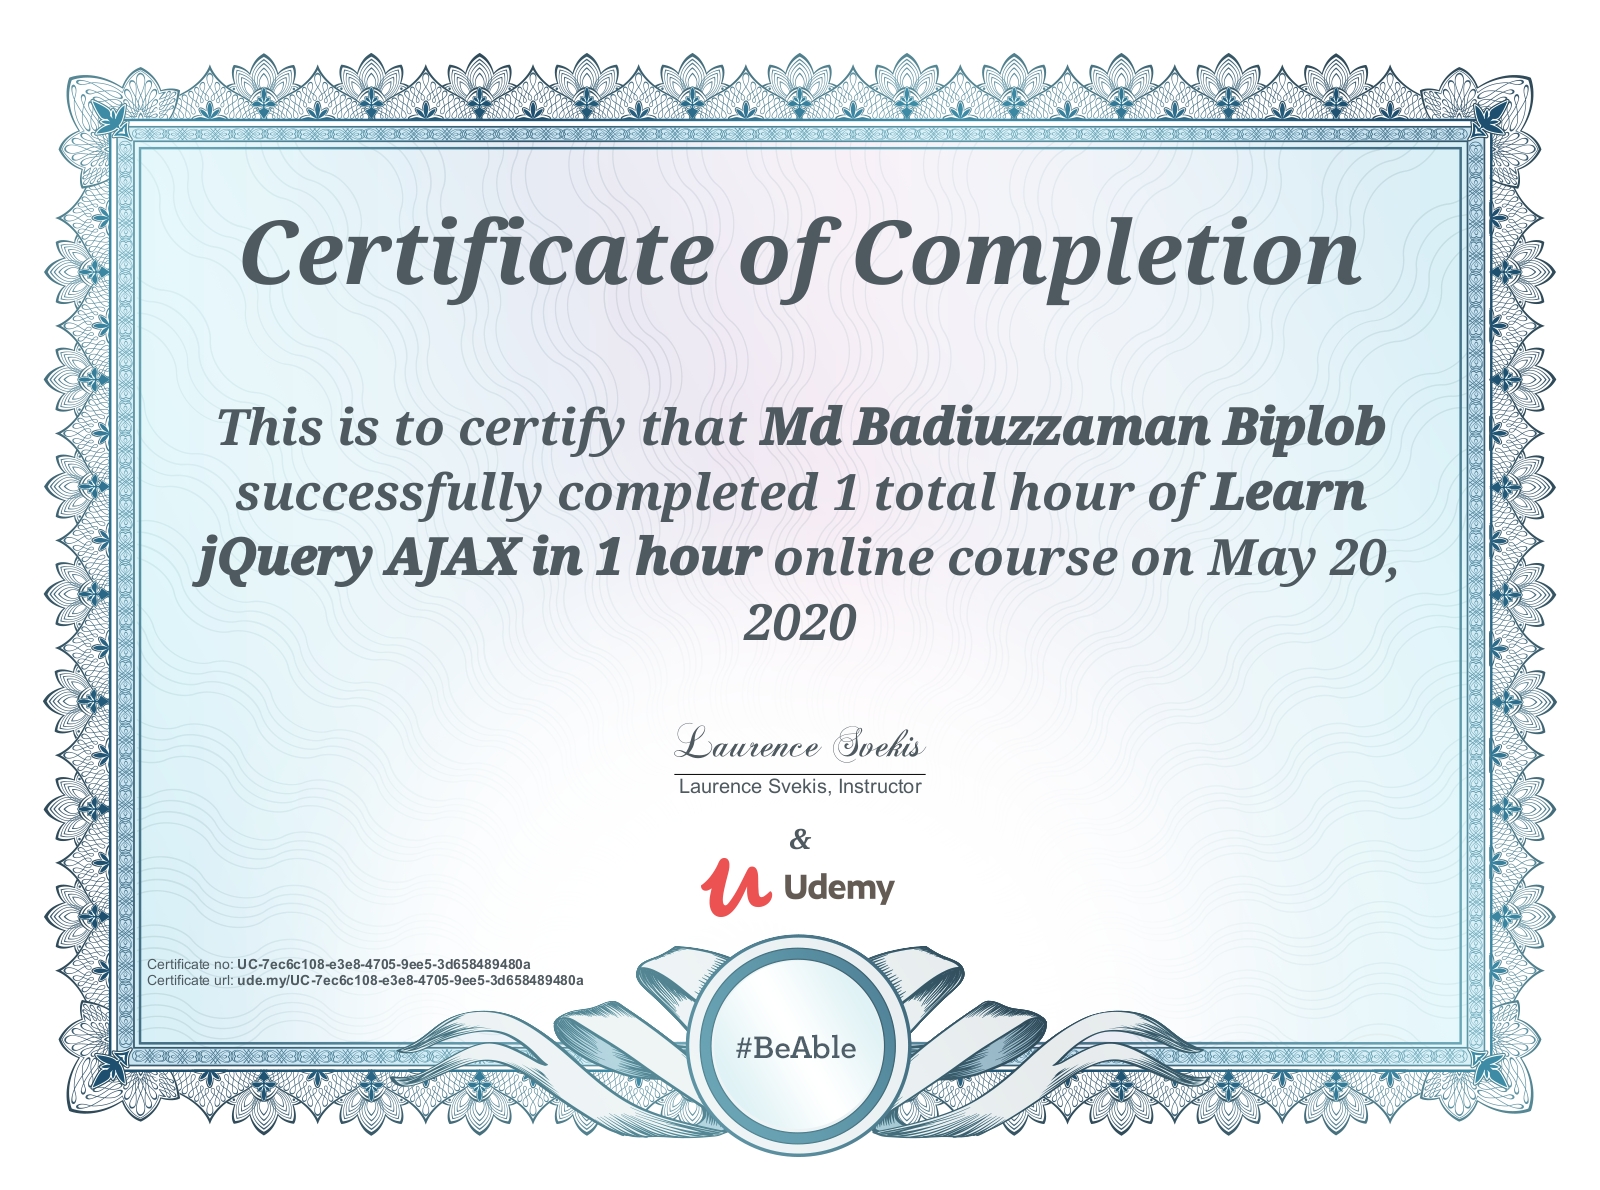 Certificate of Completion
This is to certify that Md Badiuzzaman Biplob
successfully completed 1 total hour of Learn
jQuery AJAX in 1 hour online course on May 20,
2020
Laurence Svekis
Laurence Svekis, Instructor
&
Udemy
Certificate no: UC-7ec6c108-e3e8-4705-9ee5-3d658489480a
Certificate url: ude.my/UC-7ec6c108-e3e8-4705-9ee5-3d658489480a
#BeAble